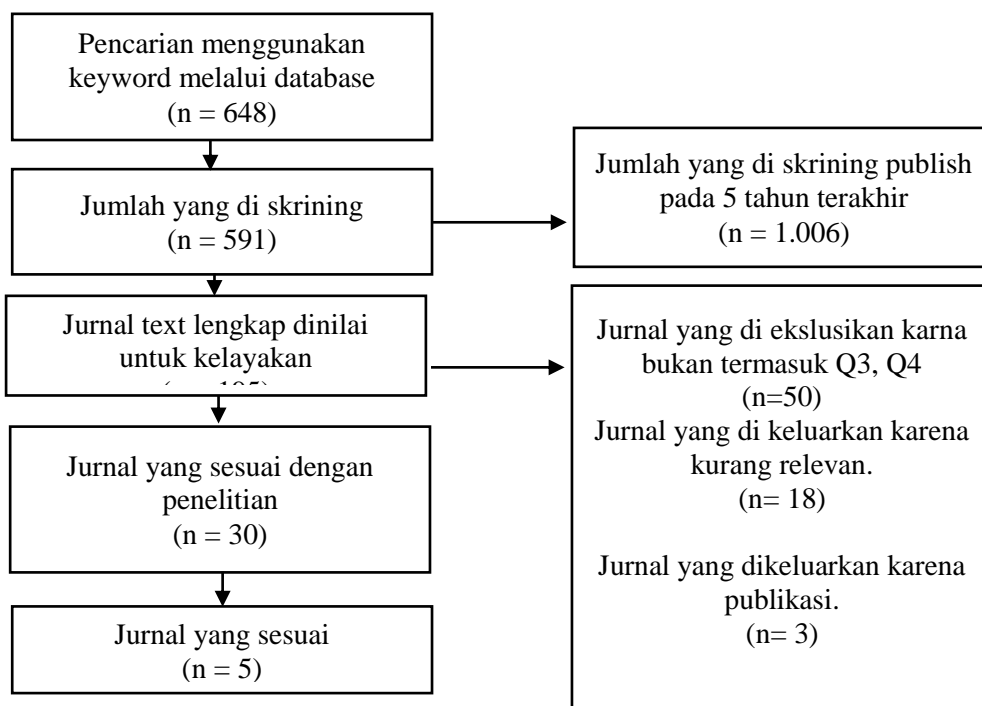 Pencarian menggunakan
keyword melalui database
(n = 648)
Jumlah yang di skrining
(n = 591)
Jumlah yang di skrining publish
pada 5 tahun terakhir
(n = 1.006)
Jurnal text lengkap dinilai
untuk kelayakan
Jurnal yang di ekslusikan karna
bukan termasuk Q3, Q4
(n=50)
Jurnal yang di keluarkan karena
kurang relevan.
(n= 18)
Jurnal yang dikeluarkan karena
publikasi.
(n= 3)
Jurnal yang sesuai dengan
penelitian
(n = 30)
Jurnal yang sesuai
(n = 5)